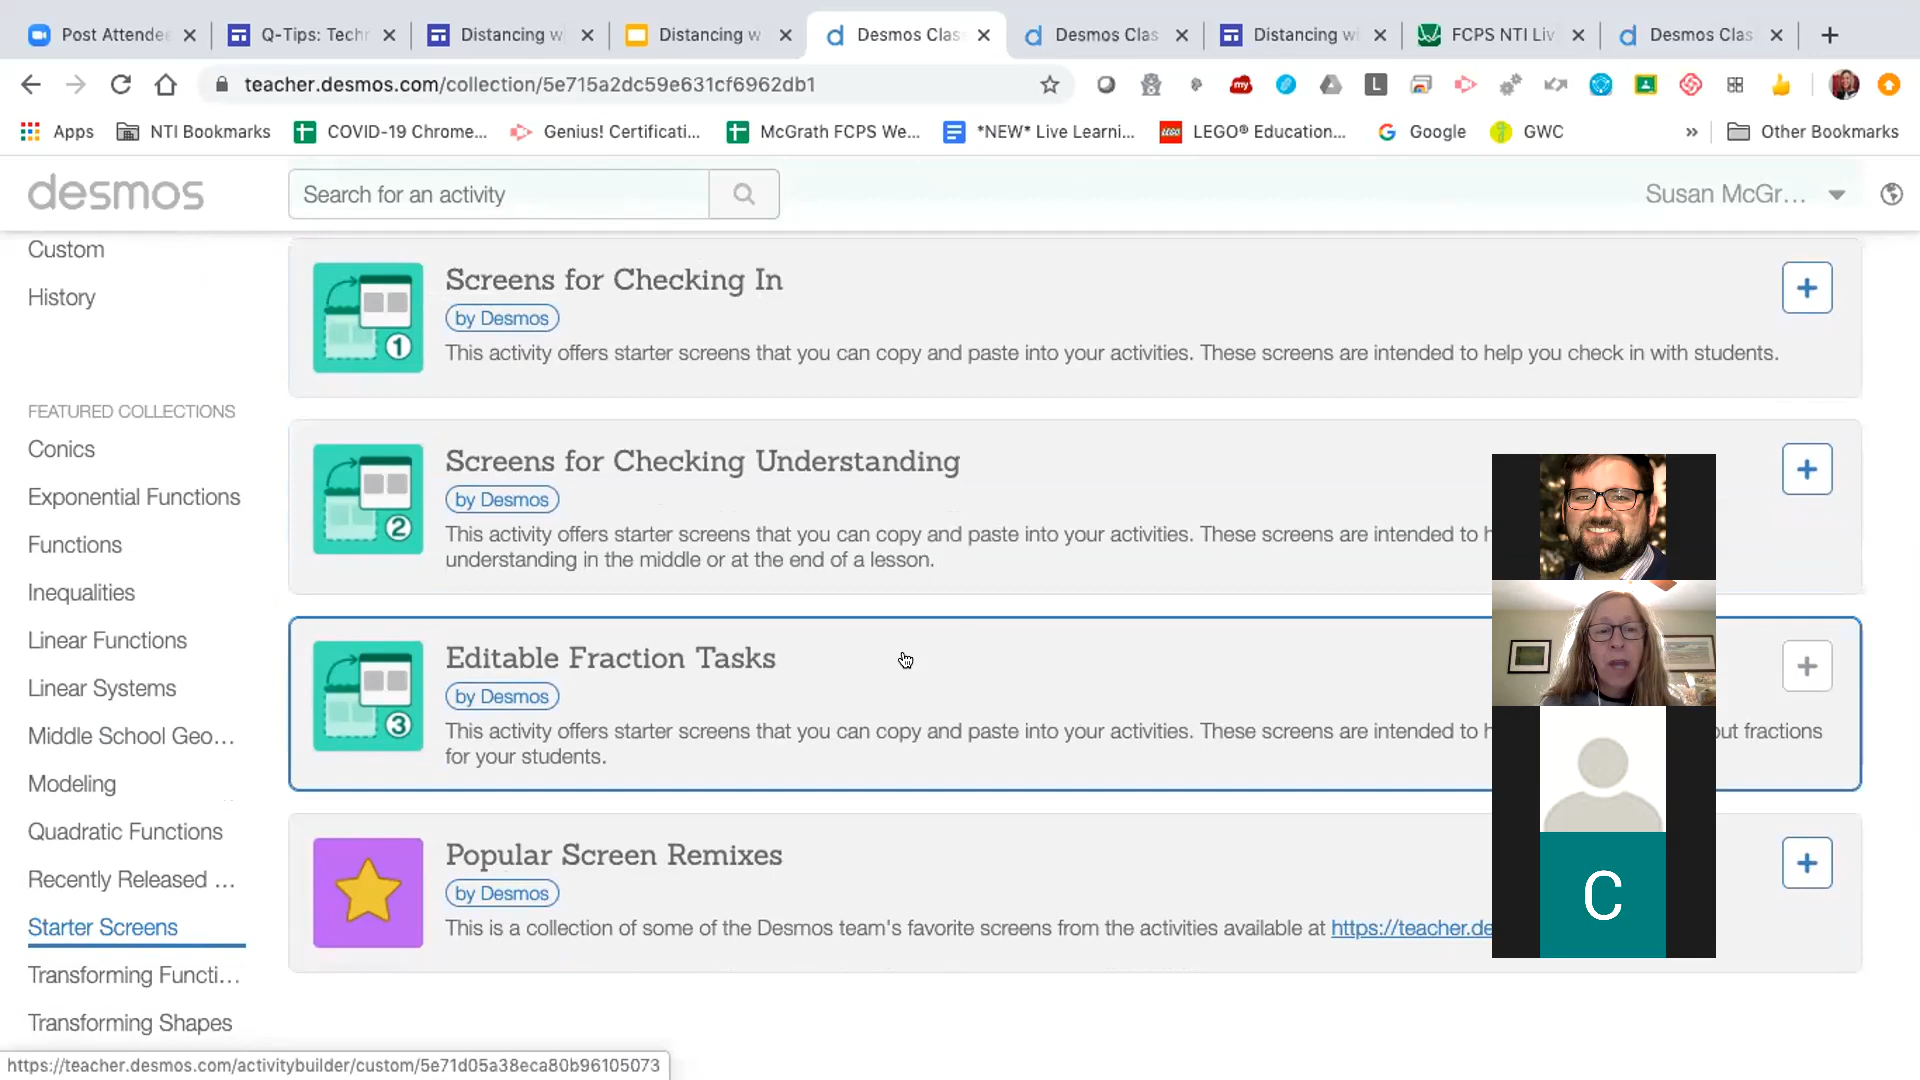 Post Attende
Q-Tips: Tech
Distancing w
Distancing w
Desmos Clas
Desmos Clas
Distancing wi
FCPS NTI Liv
Desmos Clas
teacher.desmos.com/collection/5e715a2dc59e631cf6962db1
Apps
NTI Bookmarks
COVID-19 Chrome...
Genius! Certificati...
McGrath FCPS We...
*NEW* Live Learni...
LEGO® Education...
Google
GWC
»
Other Bookmarks
desmos
Search for an activity
Susan McGr...
Custom
History
FEATURED COLLECTIONS
Conics
Exponential Functions
Functions
Inequalities
Linear Functions
Linear Systems
Middle School Geo...
Modeling
Quadratic Functions
Recently Released ...
Starter Screens
Transforming Functi...
Transforming Shapes
1
Screens for Checking In
by Desmos
This activity offers starter screens that you can copy and paste into your activities. These screens are intended to help you check in with students.
2
Screens for Checking Understanding
by Desmos
This activity offers starter screens that you can copy and paste into your activities. These screens are intended to h
understanding in the middle or at the end of a lesson.
3
Editable Fraction Tasks
by Desmos
This activity offers starter screens that you can copy and paste into your activities. These screens are intended to h ut fractions
for your students.
Popular Screen Remixes
by Desmos
This is a collection of some of the Desmos team's favorite screens from the activities available at https://teacher.de
C
https://teacher.desmos.com/activitybuilder/custom/5e71d05a38eca80b96105073